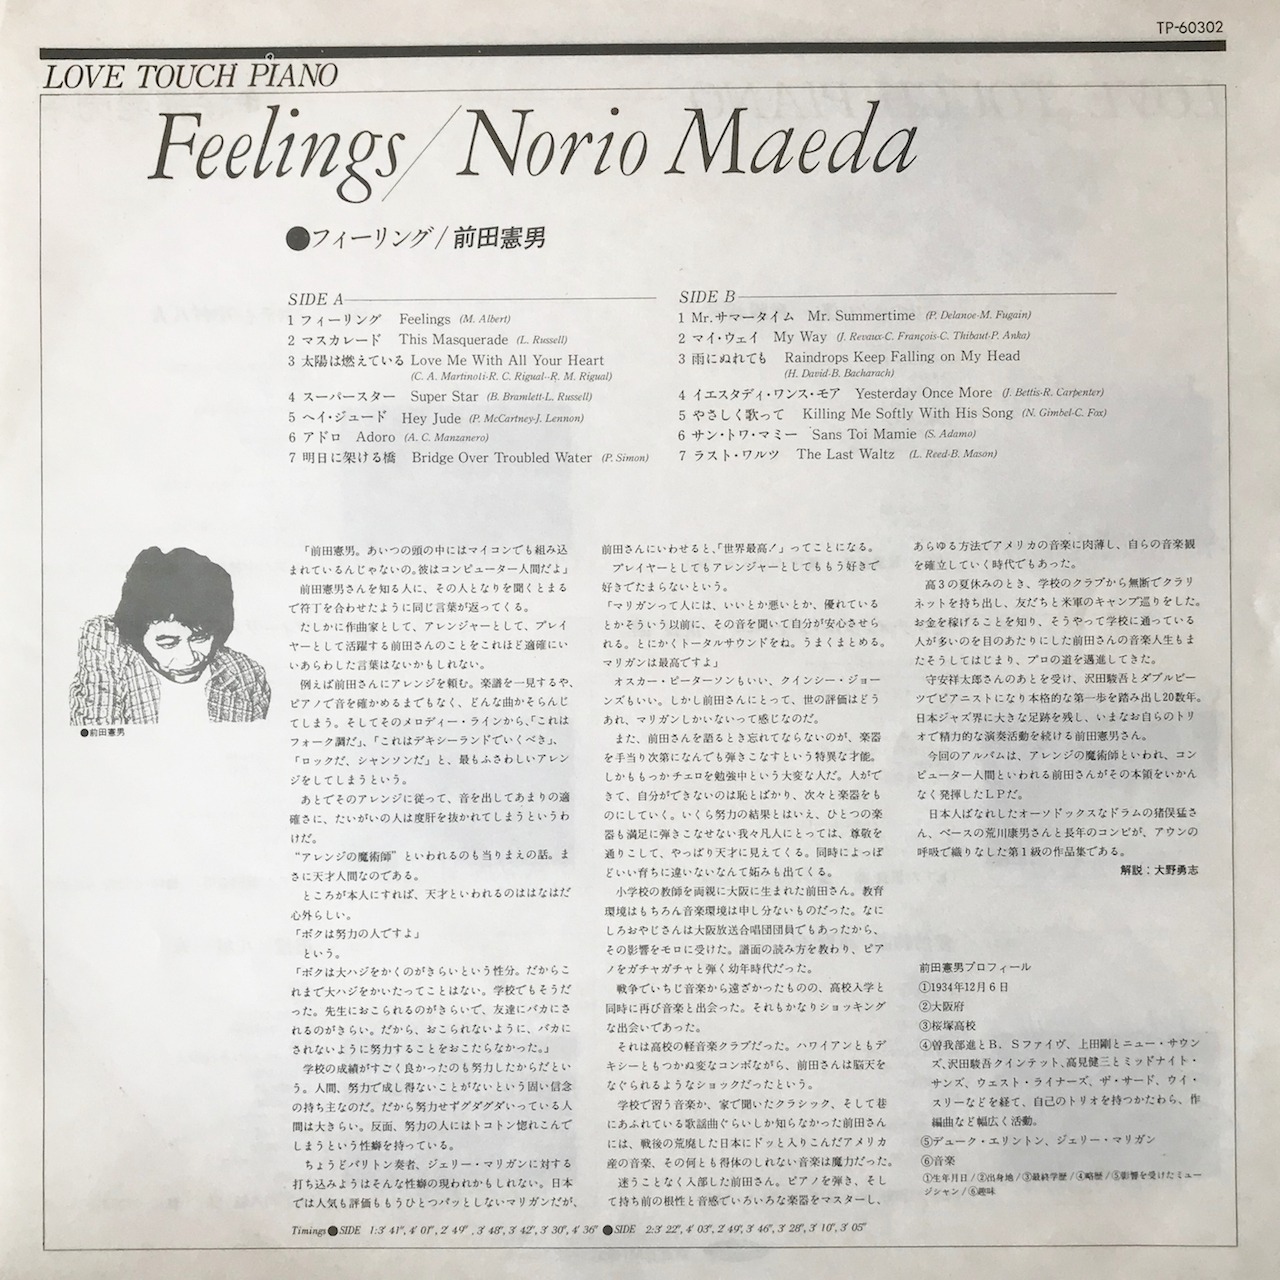 TP-60302
LOVE TOUCH PIANO
Feelings/Norio Maeda
●フィーリング/前田憲男
SIDE A
1 フィーリング Feelings (M. Albert)
2 マスカレード This Masquerade (L. Russell)
3 太陽は燃えている Love Me With All Your Heart
(C. A. Martinoli-R. C. Rigual--R. M. Rigual)
4 スーパースター Super Star (B. Bramlett-L. Russell)
5 ヘイ・ジュード Hey Jude (P. McCartney-J. Lennon)
6 アドロ Adoro (A. C. Manzanero)
7 明日に架ける橋 Bridge Over Troubled Water (P. Simon)
SIDE B
1 Mr.サマータイム Mr. Summertime (P. Delanoe-M. Fugain)
2 マイ・ウェイ My Way (J. Revaux-C. François-C. Thibaut-P. Anka)
3 雨にぬれても Raindrops Keep Falling on My Head
(H. David-B. Bacharach)
4 イエスタディ・ワンス・モア Yesterday Once More (J. Bettis-R. Carpenter)
5 やさしく歌って Killing Me Softly With His Song (N. Gimbel-C. Fox)
6 サン・トワ・マミー Sans Toi Mamie (S. Adamo)
7 ラスト・ワルツ The Last Waltz (L. Reed-B. Mason)
●前田憲男
「前田憲男。あいつの頭の中にはマイコンでも組み込
まれているんじゃないの。彼はコンピューター人間だよ」
前田憲男さんを知る人に、その人となりを聞くとまる
で符丁を合わせたように同じ言葉が返ってくる。
たしかに作曲家として、アレンジャーとして、プレイ
ヤーとして活躍する前田さんのことをこれほど適確にい
いあらわした言葉はないかもしれない。
例えば前田さんにアレンジを頼む。楽譜を一見するや、
ピアノで音を確かめるまでもなく、どんな曲かそらんじ
てしまう。そしてそのメロディー・ラインから、「これは
フォーク調だ」、「これはデキシーランドでいくべき」、
「ロックだ、シャンソンだ」と、最もふさわしいアレン
ジをしてしまうという。
あとでそのアレンジに従って、音を出してあまりの適
確さに、たいがいの人は度肝を抜かれてしまうというわ
けだ。
“アレンジの魔術師”といわれるのも当りまえの話。ま
さに天才人間なのである。
ところが本人にすれば、天才といわれるのははなはだ
心外らしい。
「ボクは努力の人ですよ」
という。
「ボクは大ハジをかくのがきらいという性分。だからこ
れまで大ハジをかいたってことはない。学校でもそうだ
った。先生におこられるのがきらいで、友達にバカにさ
れるのがきらい。だから、おこられないように、バカに
されないように努力することをおこたらなかった。」
学校の成績がすごく良かったのも努力したからだとい
う。人間、努力で成し得ないことがないという固い信念
の持ち主なのだ。だから努力せずグダグダいっている人
間は大きらい。反面、努力の人にはトコトン惚れこんで
しまうという性癖を持っている。
ちょうどバリトン奏者、ジェリー・マリガンに対する
打ち込みようはそんな性癖の現われかもしれない。日本
では人気も評価ももうひとつパッとしないマリガンだが、
前田さんにいわせると、「世界最高！」ってことになる。
プレイヤーとしてもアレンジャーとしてももう好きで
好きでたまらないという。
「マリガンって人には、いいとか悪いとか、優れている
とかそういう以前に、その音を聞いて自分が安心させら
れる。とにかくトータルサウンドをね。うまくまとめる。
マリガンは最高ですよ」
オスカー・ピーターソンもいい、クインシー・ジョー
ンズもいい。しかし前田さんにとって、世の評価はどう
あれ、マリガンしかいないって感じなのだ。
また、前田さんを語るとき忘れてならないのが、楽器
を手当り次第になんでも弾きこなすという特異な才能。
しかももっかチェロを勉強中という大変な人だ。人がで
きて、自分ができないのは恥とばかり、次々と楽器をも
のにしていく。いくら努力の結果とはいえ、ひとつの楽
器も満足に弾きこなせない我々凡人にとっては、尊敬を
通りこして、やっぱり天才に見えてくる。同時によっぽ
どいい育ちに違いないなんて妬みも出てくる。
小学校の教師を両親に大阪に生まれた前田さん。教育
環境はもちろん音楽環境は申し分ないものだった。なに
しろおやじさんは大阪放送合唱団団員でもあったから、
その影響をモロに受けた。譜面の読み方を教わり、ピア
ノをガチャガチャと弾く幼年時代だった。
戦争でいちじ音楽から遠ざかったものの、高校入学と
同時に再び音楽と出会った。それもかなりショッキング
な出会いであった。
それは高校の軽音楽クラブだった。ハワイアンともデ
キシーともつかぬ変なコンボながら、前田さんは脳天を
なぐられるようなショックだったという。
学校で習う音楽か、家で聞いたクラシック、そして巷
にあふれている歌謡曲ぐらいしか知らなかった前田さん
には、戦後の荒廃した日本にドッと入りこんだアメリカ
産の音楽、その何とも得体のしれない音楽は魔力だった。
迷うことなく入部した前田さん。ピアノを弾き、そし
て持ち前の根性と音感でいろいろな楽器をマスターし、
あらゆる方法でアメリカの音楽に肉薄し、自らの音楽観
を確立していく時代でもあった。
高3の夏休みのとき、学校のクラブから無断でクラリ
ネットを持ち出し、友だちと米軍のキャンプ巡りをした。
お金を稼げることを知り、そうやって学校に通っている
人が多いのを目のあたりにした前田さんの音楽人生もま
たそうしてはじまり、プロの道を邁進してきた。
守安祥太郎さんのあとを受け、沢田駿吾とダブルビー
ツでピアニストになり本格的な第一歩を踏み出し20数年。
日本ジャズ界に大きな足跡を残し、いまなお自らのトリ
オで精力的な演奏活動を続ける前田憲男さん。
今回のアルバムは、アレンジの魔術師といわれ、コン
ピューター人間といわれる前田さんがその本領をいかん
なく発揮したLPだ。
日本人ばなれしたオーソドックスなドラムの猪俣猛さ
ん、ベースの荒川康男さんと長年のコンビが、アウンの
呼吸で織りなした第1級の作品集である。
解説：大野勇志
前田憲男プロフィール
①1934年12月6日
②大阪府
③桜塚高校
④曽我部進とB．Sファイヴ、上田剛とニュー・サウン
ズ、沢田駿吾クインテット、高見健三とミッドナイト・
サンズ、ウェスト・ライナーズ、ザ・サード、ウイ・
スリーなどを経て、自己のトリオを持つかたわら、作
編曲など幅広く活動。
⑤デューク・エリントン、ジェリー・マリガン
⑥音楽
①生年月日/②出身地/③最終学歴/④略歴/⑤影響を受けたミュー
ジシャン/⑥趣味
Timings●SIDE 1:3′41″, 4′01″, 2′49″, 3′48″, 3′42″, 3′30″, 4′36″ ●SIDE 2:3′22″, 4′03″, 2′49″, 3′46″, 3′28″, 3′10″, 3′05″